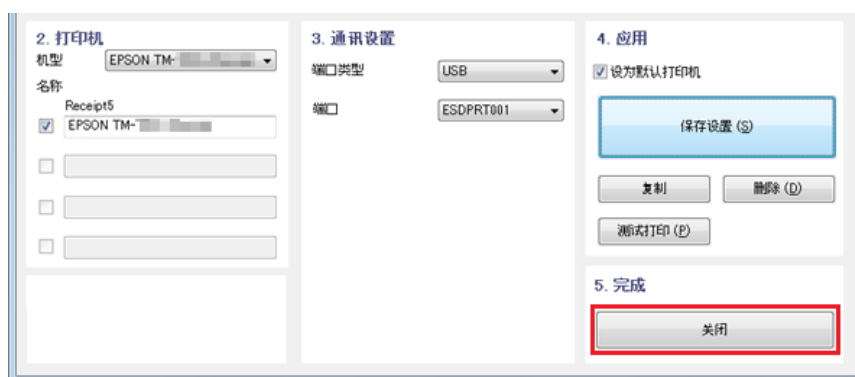 2. 打印机
机型
EPSON TM-
名称
Receipt5
EPSON TM-
3. 通讯设置
端口类型
USB
端口
ESDPRT001
4. 应用
设为默认打印机
保存设置 (S)
复制
删除 (D)
测试打印 (P)
5. 完成
关闭